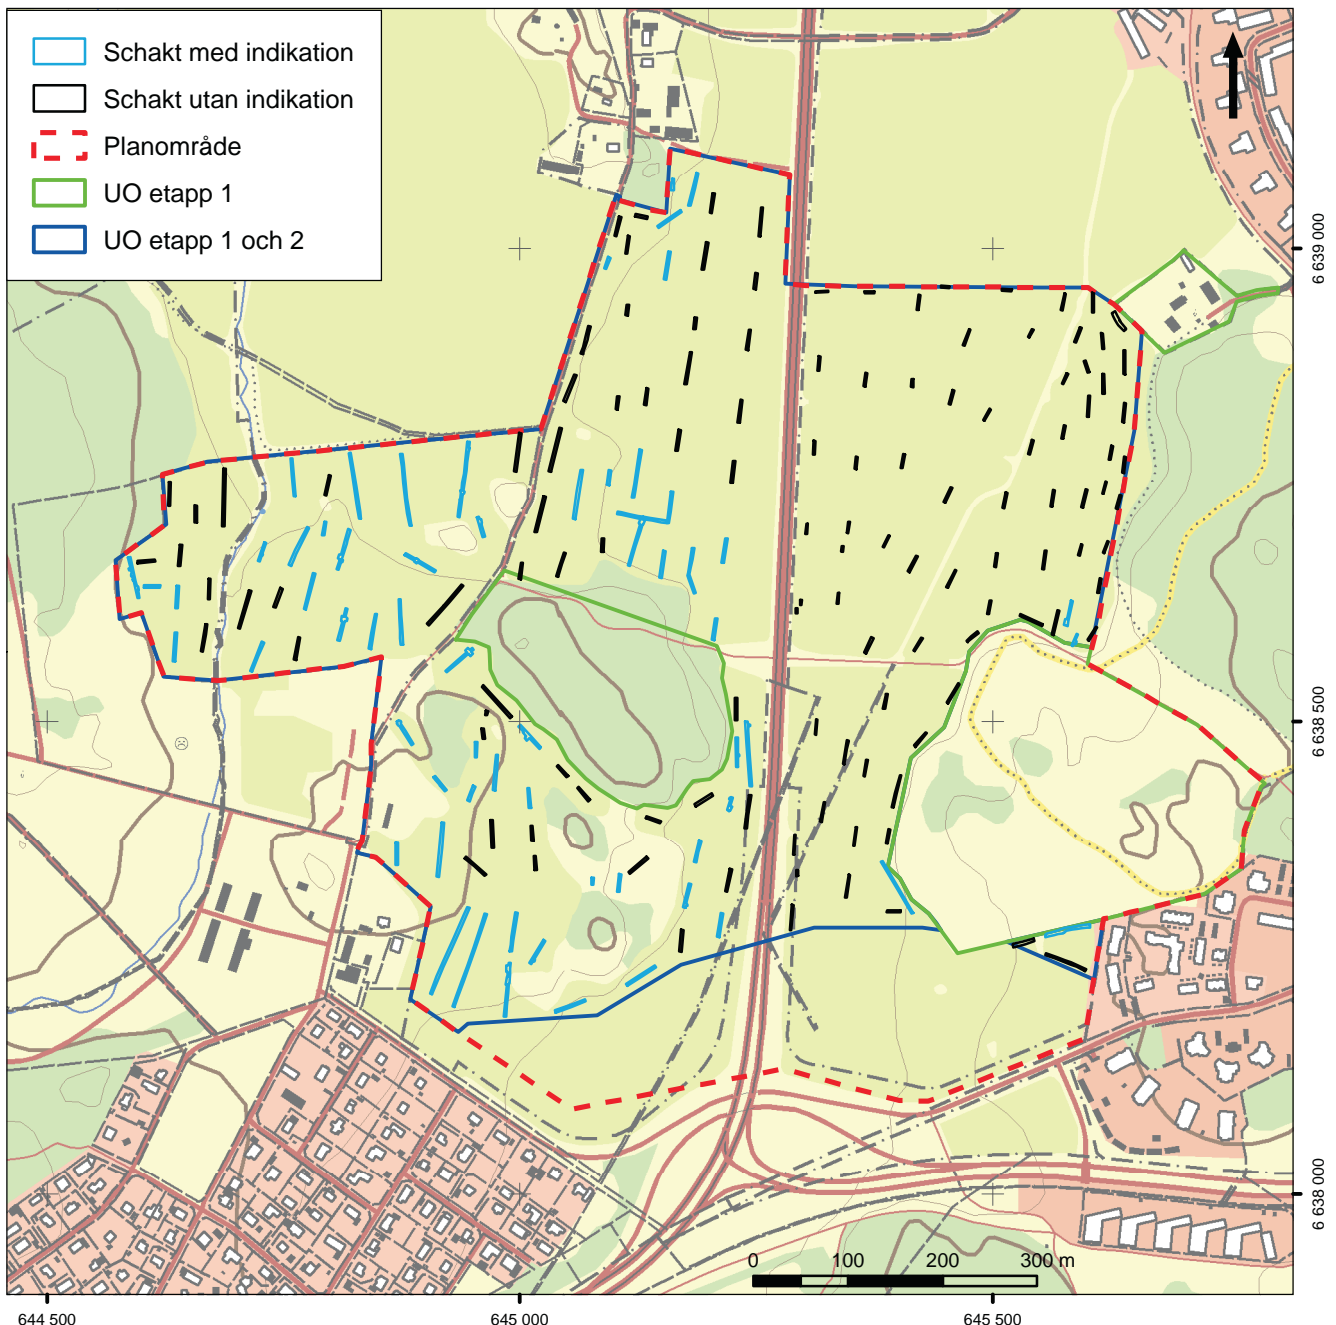 Schakt med indikation
Schakt utan indikation
Planområde
UO etapp 1
UO etapp 1 och 2
6 639 000
6 638 500
6 638 000
0 100 200 300 m
644 500 645 000 645 500